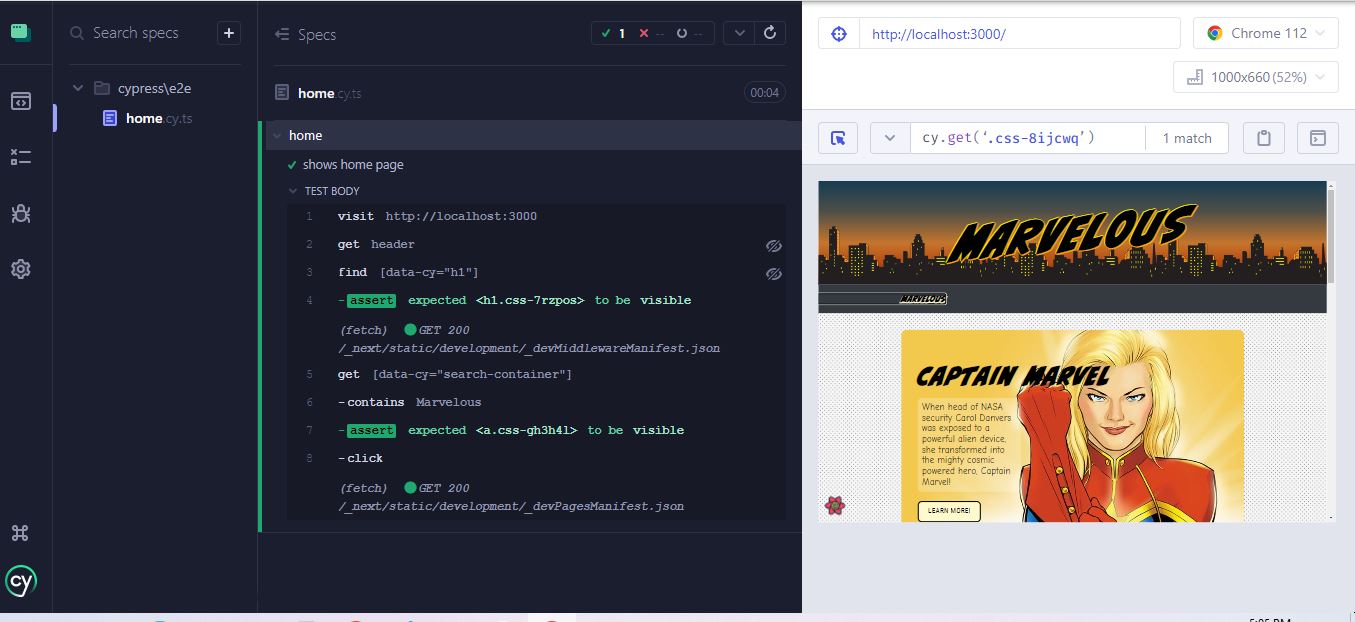 Search specs
+
cypress\e2e
home.cy.ts
cy
Specs
1 -- --
home.cy.ts
00:04
home
shows home page
TEST BODY
1 visit http://localhost:3000
2 get header
3 find [data-cy="h1"]
4 -assert expected <h1.css-7rzpos> to be visible
(fetch) GET 200
/_next/static/development/_devMiddlewareManifest.json
5 get [data-cy="search-container"]
6 -contains Marvelous
7 -assert expected <a.css-gh3h4l> to be visible
8 -click
(fetch) GET 200
/_next/static/development/_devPagesManifest.json
http://localhost:3000/
Chrome 112
1000x660 (52%)
cy.get(‘.css-8ijcwq’)
1 match
MARVELOUS
MARVELOUS
CAPTAIN MARVEL
When head of NASA
security Carol Danvers
was exposed to a
powerful alien device,
she transformed into
the mighty cosmic
powered hero, Captain
Marvel!
LEARN MORE!
5:05 PM